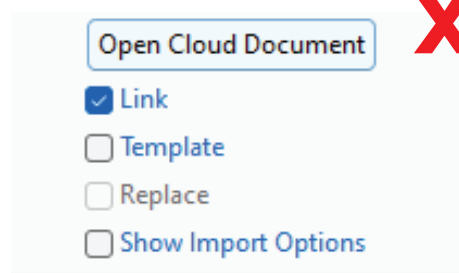 Open Cloud Document
Link
Template
Replace
Show Import Options